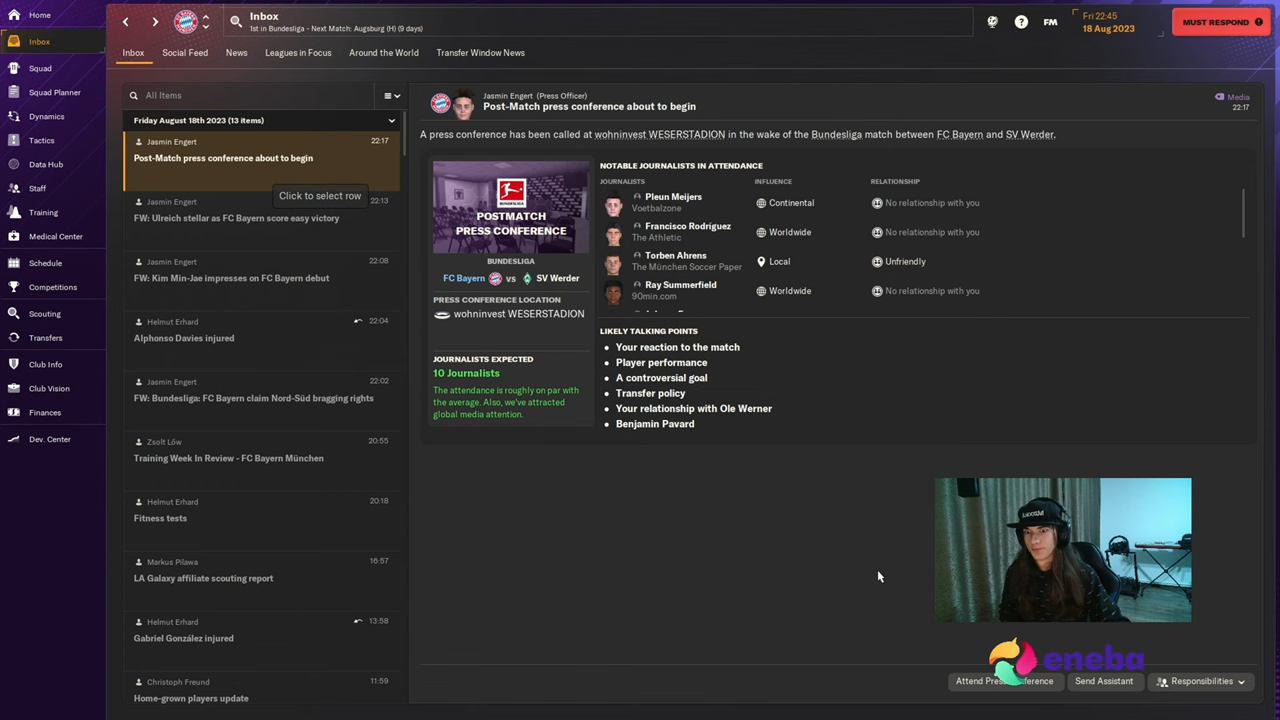 Home
Inbox
Squad
Squad Planner
Dynamics
Tactics
Data Hub
Staff
Training
Medical Center
Schedule
Competitions
Scouting
Transfers
Club Info
Club Vision
Finances
Dev. Center
Inbox
1st in Bundesliga - Next Match: Augsburg (H) (9 days)
FM
Fri 22:45
18 Aug 2023
MUST RESPOND
Inbox
Social Feed
News
Leagues in Focus
Around the World
Transfer Window News
All Items
Friday August 18th 2023 (13 items)
Jasmin Engert 22:17
Post-Match press conference about to begin
Click to select row
Jasmin Engert 22:13
FW: Ulreich stellar as FC Bayern score easy victory
Jasmin Engert 22:08
FW: Kim Min-Jae impresses on FC Bayern debut
Helmut Erhard 22:04
Alphonso Davies injured
Jasmin Engert 22:02
FW: Bundesliga: FC Bayern claim Nord-Süd bragging rights
Zsolt Lőw 20:55
Training Week In Review - FC Bayern München
Helmut Erhard 20:18
Fitness tests
Markus Pilawa 16:57
LA Galaxy affiliate scouting report
Helmut Erhard 13:58
Gabriel González injured
Christoph Freund 11:59
Home-grown players update
Jasmin Engert (Press Officer)
Post-Match press conference about to begin
Media
22:17
A press conference has been called at wohninvest WESERSTADION in the wake of the Bundesliga match between FC Bayern and SV Werder.
BUNDESLIGA
POSTMATCH
PRESS CONFERENCE
BUNDESLIGA
FC Bayern vs SV Werder
PRESS CONFERENCE LOCATION
wohninvest WESERSTADION
JOURNALISTS EXPECTED
10 Journalists
The attendance is roughly on par with
the average. Also, we've attracted
global media attention.
NOTABLE JOURNALISTS IN ATTENDANCE
JOURNALISTS INFLUENCE RELATIONSHIP
Pleun Meijers
Voetbalzone
Continental
No relationship with you
Francisco Rodriguez
The Athletic
Worldwide
No relationship with you
Torben Ahrens
The München Soccer Paper
Local
Unfriendly
Ray Summerfield
90min.com
Worldwide
No relationship with you
LIKELY TALKING POINTS
Your reaction to the match
Player performance
A controversial goal
Transfer policy
Your relationship with Ole Werner
Benjamin Pavard
eneba
Send Assistant
Responsibilities